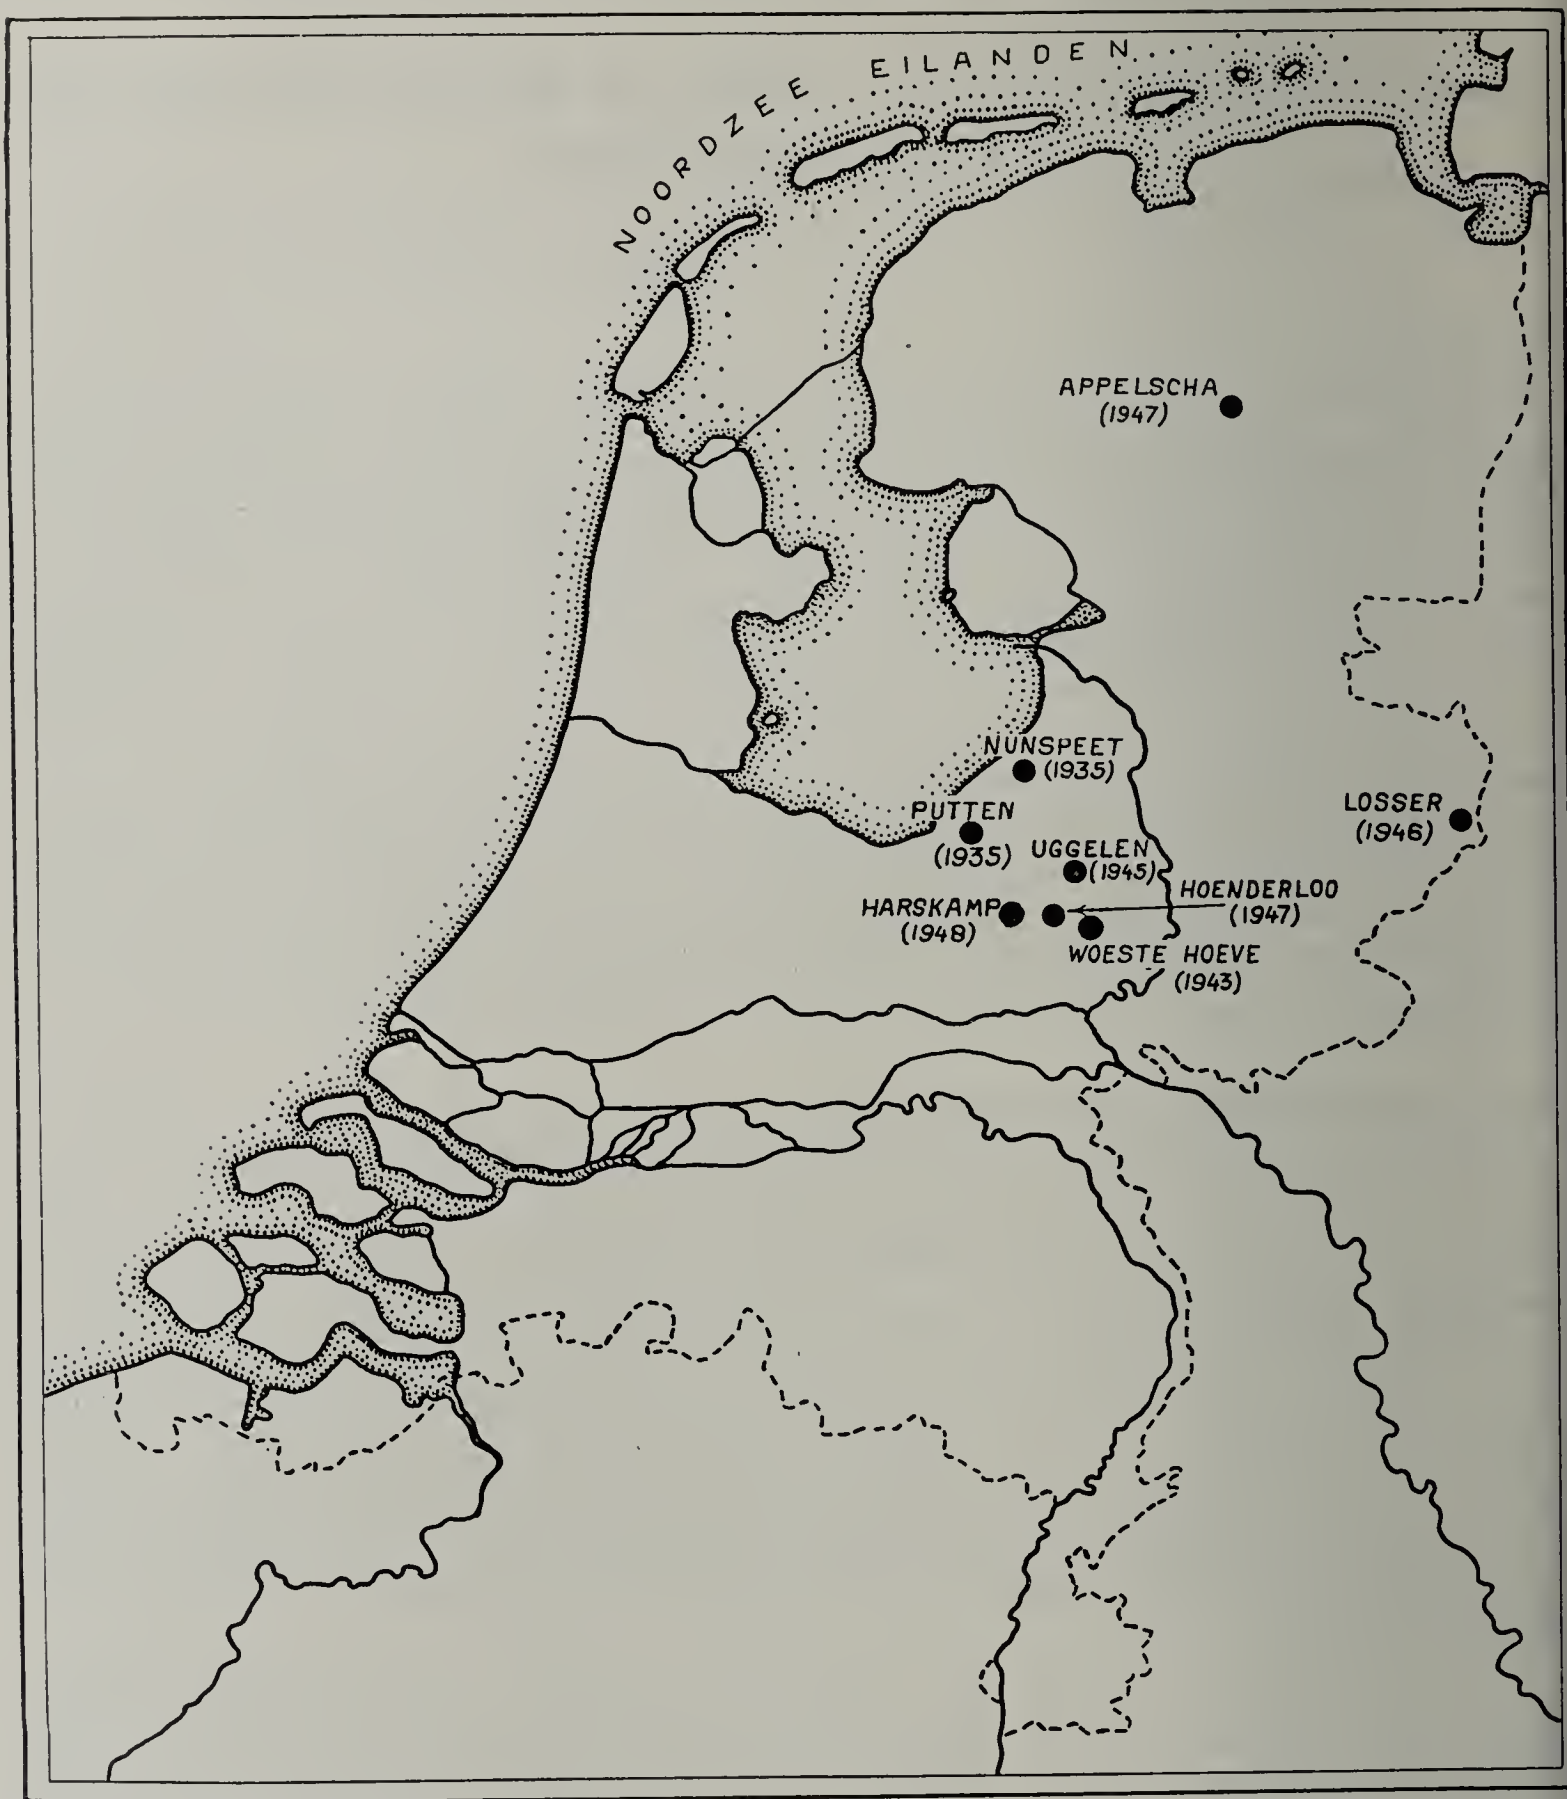 NOORDZEE EILANDEN
APPELSCHA
(1947)
NUNSPEET
(1935)
PUTTEN
(1935)
UGGELEN
(1945)
LOSSER
(1946)
HOENDERLOO
(1947)
HARSKAMP
(1948)
WOESTE HOEVE
(1943)